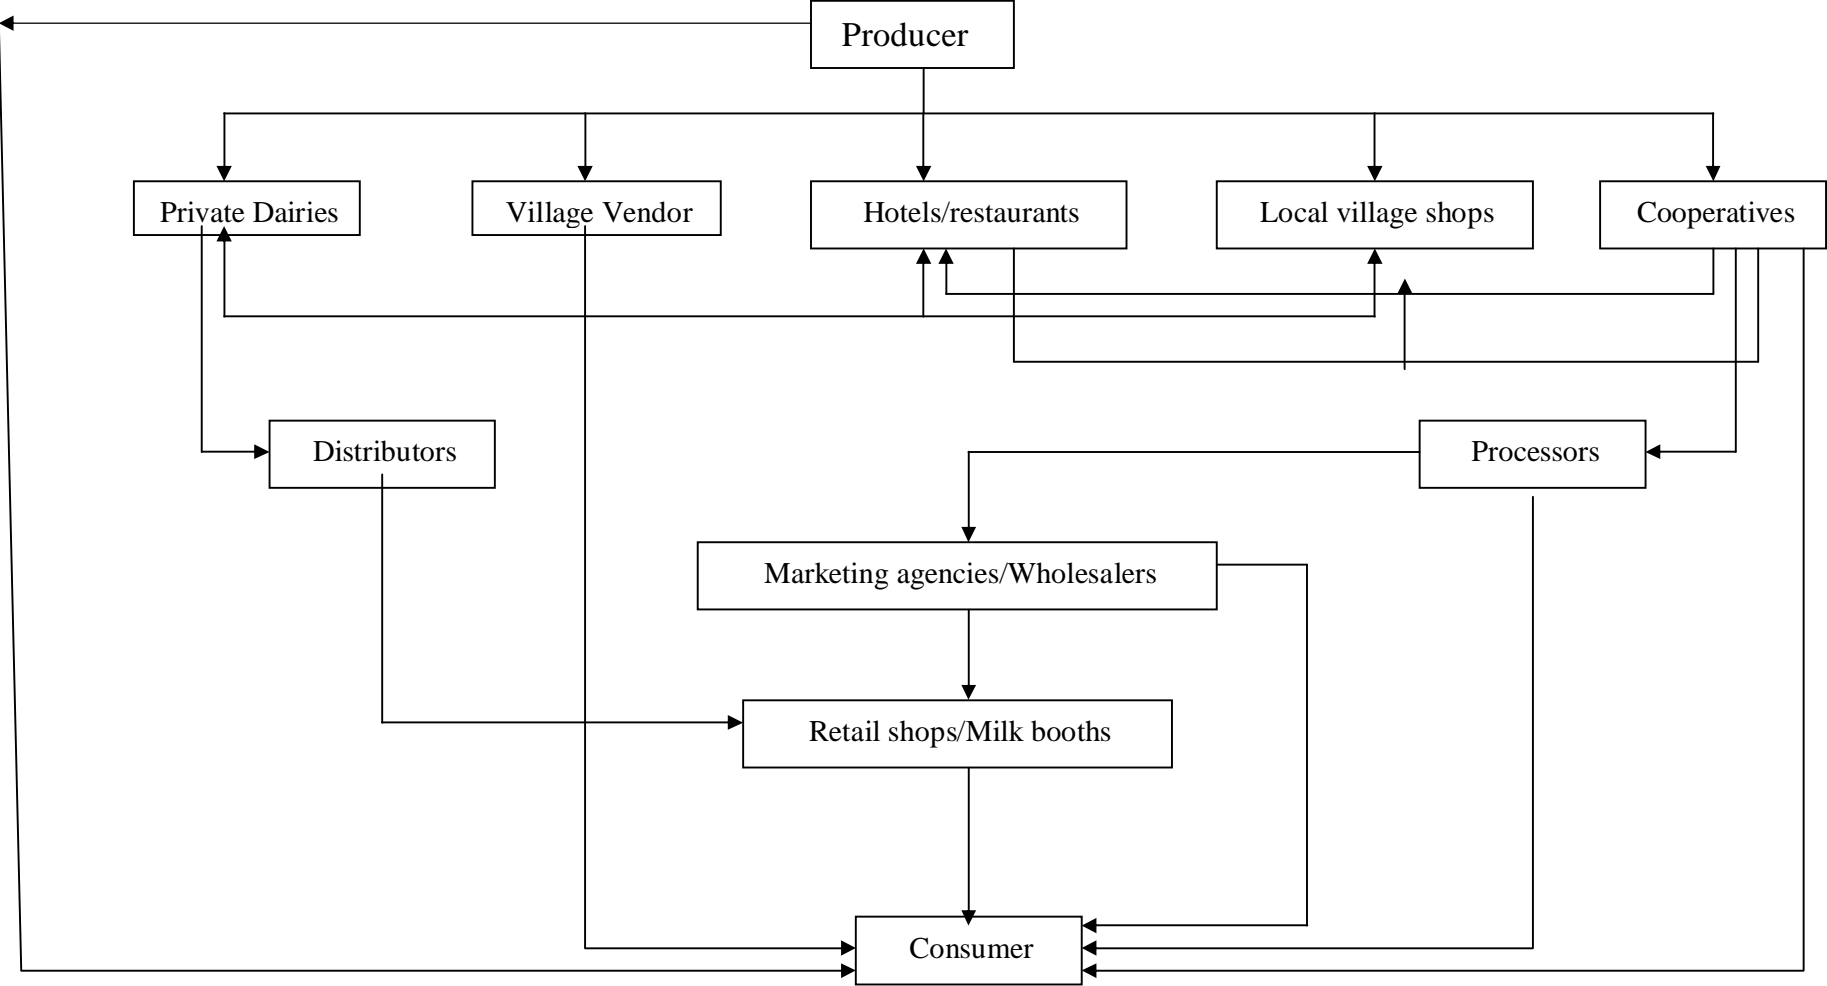 Producer
Private Dairies
Village Vendor
Hotels/restaurants
Local village shops
Cooperatives
Distributors
Processors
Marketing agencies/Wholesalers
Retail shops/Milk booths
Consumer